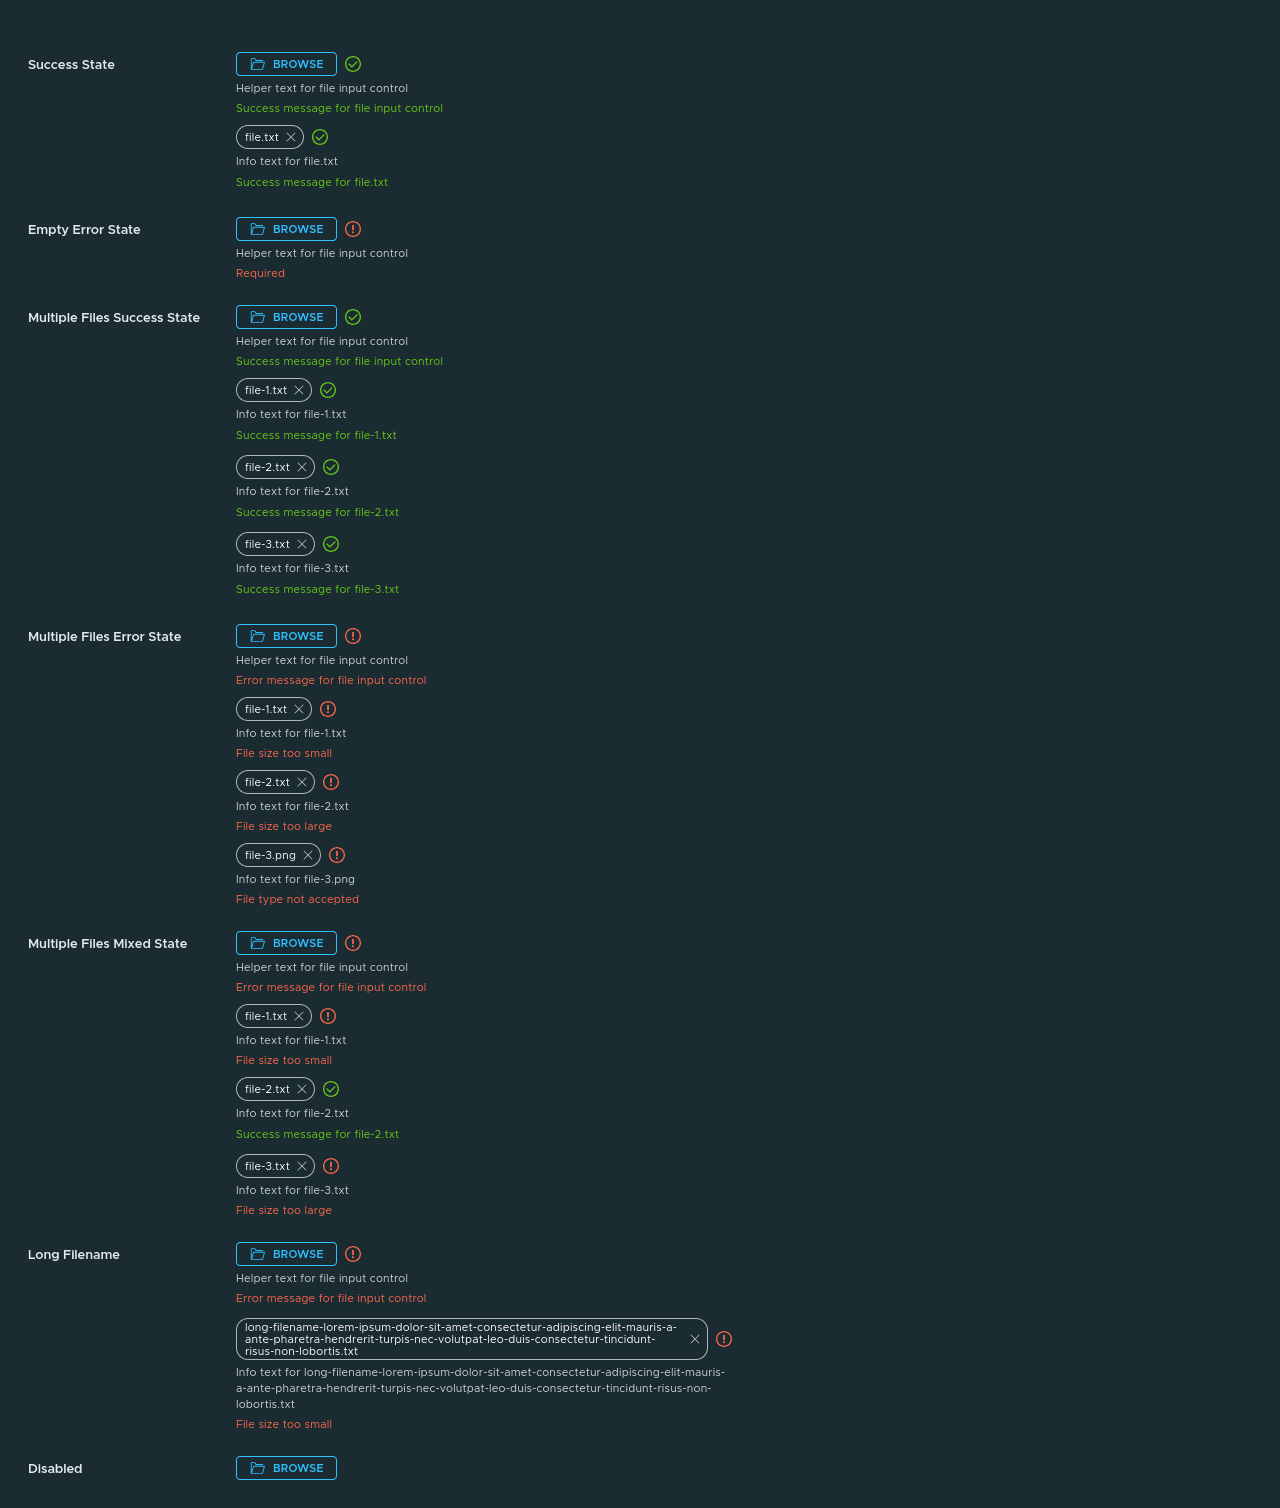 Success State
BROWSE
Helper text for file input control
Success message for file input control
file.txt
Info text for file.txt
Success message for file.txt
Empty Error State
BROWSE
Helper text for file input control
Required
Multiple Files Success State
BROWSE
Helper text for file input control
Success message for file input control
file-1.txt
Info text for file-1.txt
Success message for file-1.txt
file-2.txt
Info text for file-2.txt
Success message for file-2.txt
file-3.txt
Info text for file-3.txt
Success message for file-3.txt
Multiple Files Error State
BROWSE
Helper text for file input control
Error message for file input control
file-1.txt
Info text for file-1.txt
File size too small
file-2.txt
Info text for file-2.txt
File size too large
file-3.png
Info text for file-3.png
File type not accepted
Multiple Files Mixed State
BROWSE
Helper text for file input control
Error message for file input control
file-1.txt
Info text for file-1.txt
File size too small
file-2.txt
Info text for file-2.txt
Success message for file-2.txt
file-3.txt
Info text for file-3.txt
File size too large
Long Filename
BROWSE
Helper text for file input control
Error message for file input control
long-filename-lorem-ipsum-dolor-sit-amet-consectetur-adipiscing-elit-mauris-a-
ante-pharetra-hendrerit-turpis-nec-volutpat-leo-duis-consectetur-tincidunt-
risus-non-lobortis.txt
Info text for long-filename-lorem-ipsum-dolor-sit-amet-consectetur-adipiscing-elit-mauris-
a-ante-pharetra-hendrerit-turpis-nec-volutpat-leo-duis-consectetur-tincidunt-risus-non-
lobortis.txt
File size too small
Disabled
BROWSE